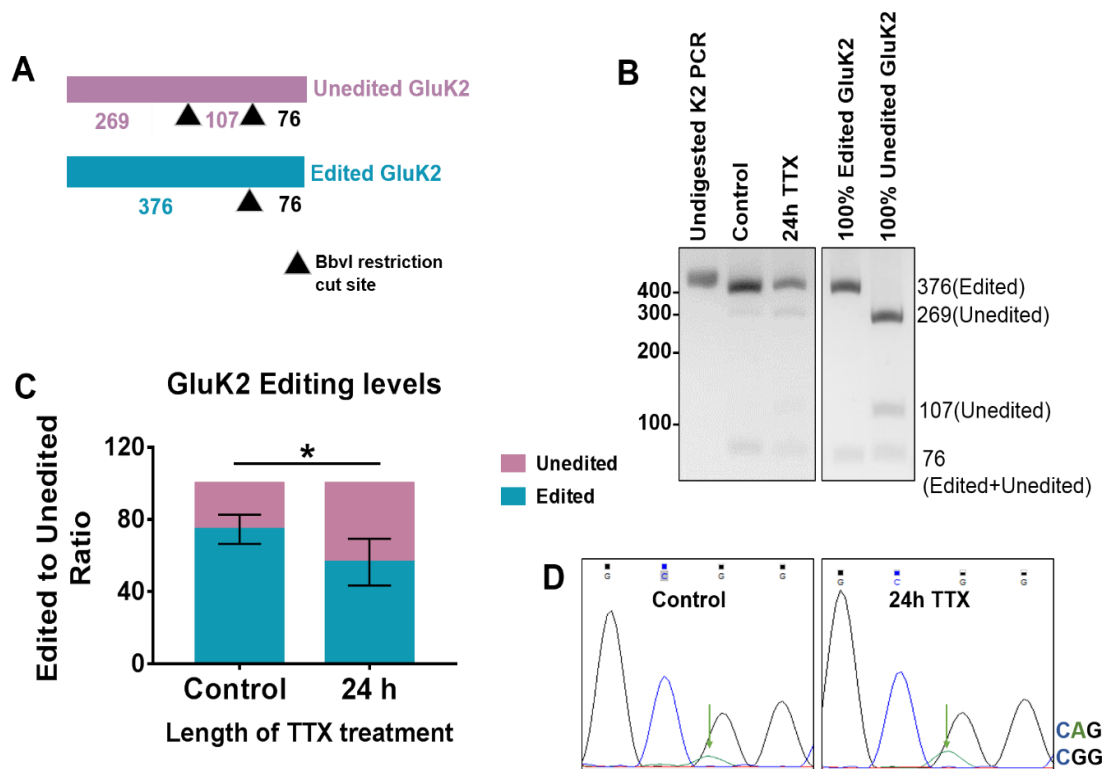 A
Unedited GluK2
269
107
76
Edited GluK2
376
76
BbvI restriction
cut site
B
Undigested K2 PCR
Control
24h TTX
100% Edited GluK2
100% Unedited GluK2
400
300
200
100
376(Edited)
269(Unedited)
107(Unedited)
76
(Edited+Unedited)
C
GluK2 Editing levels
Edited to Unedited
Ratio
120
80
40
0
*
Control
24 h
Length of TTX treatment
Unedited
Edited
D
G C G G
Control
G C G G
24h TTX
CAG
CGG